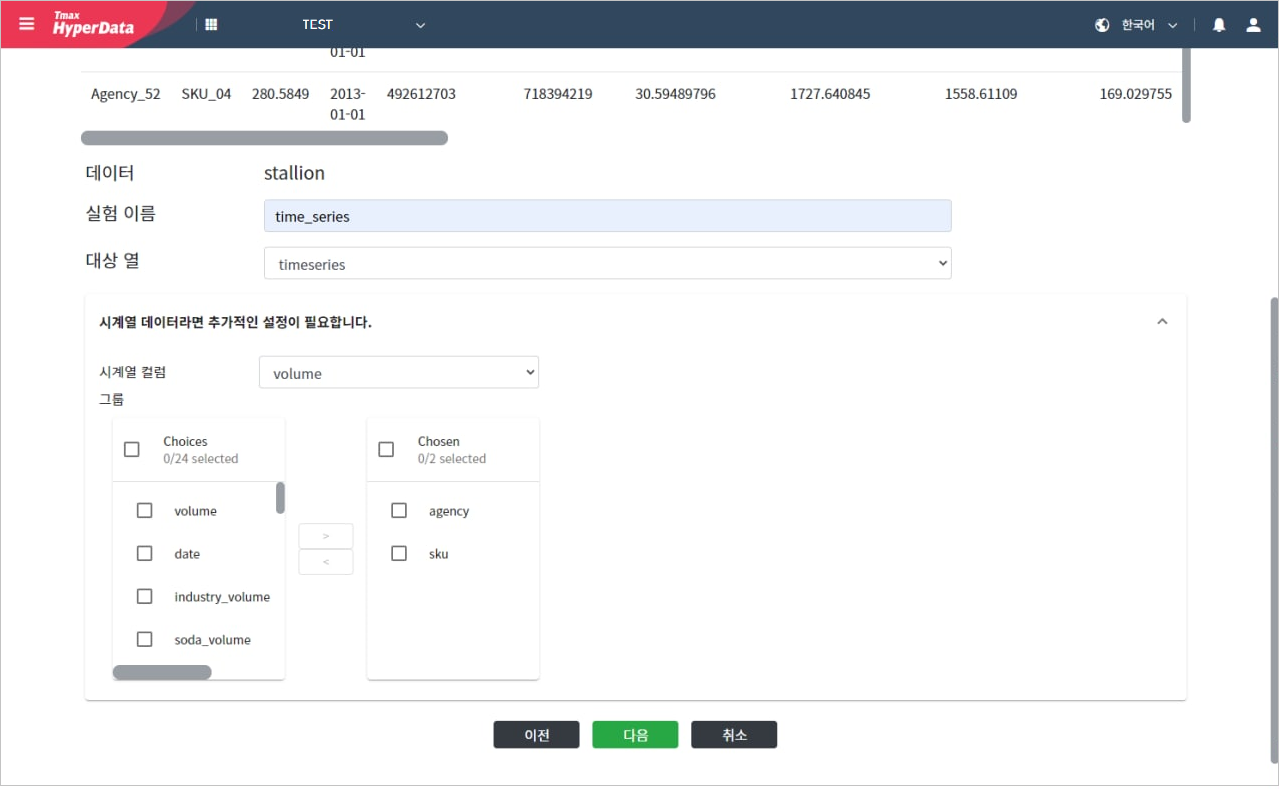 Tmax
HyperData
TEST
한국어
01-01
Agency_52 SKU_04 280.5849 2013- 492612703 718394219 30.59489796 1727.640845 1558.61109 169.029755
01-01
데이터 stallion
실험 이름 time_series
대상 열 timeseries
시계열 데이터라면 추가적인 설정이 필요합니다.
시계열 컬럼 volume
그룹
Choices
0/24 selected
volume
date
industry_volume
soda_volume
>
<
Chosen
0/2 selected
agency
sku
이전 다음 취소